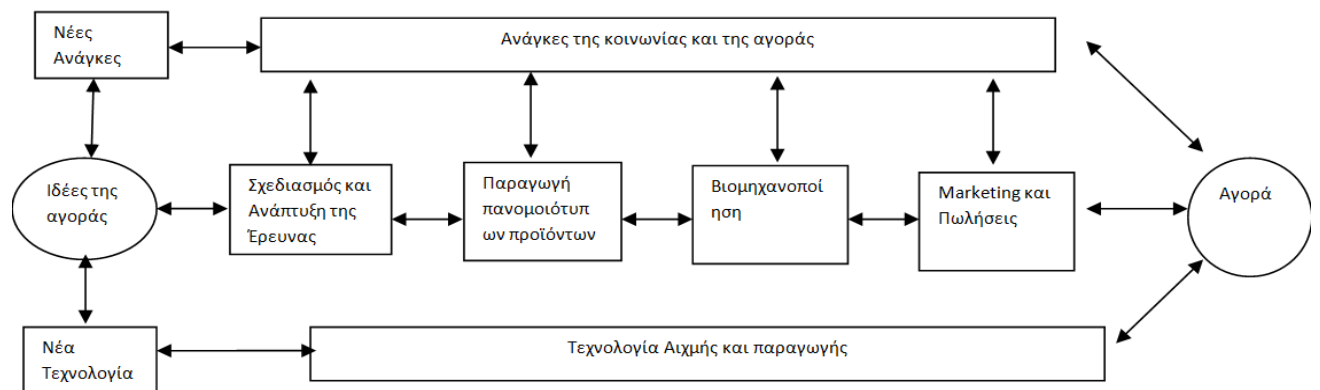 Νέες
Ανάγκες
Ανάγκες της κοινωνίας και της αγοράς
Ιδέες της
αγοράς
Σχεδιασμός και
Ανάπτυξη της
Έρευνας
Παραγωγή
πανομοιότυπ
ων προϊόντων
Βιομηχανοποί
ηση
Marketing και
Πωλήσεις
Αγορά
Νέα
Τεχνολογία
Τεχνολογία Αιχμής και παραγωγής